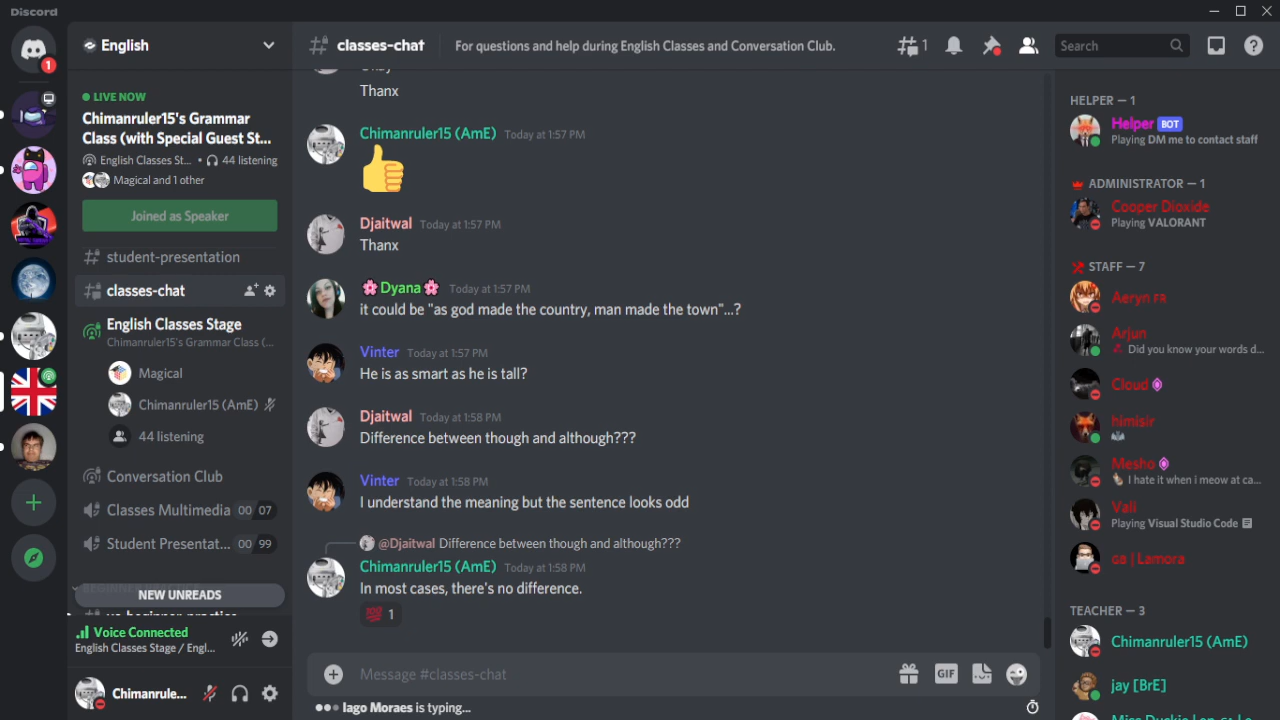 Discord
English
classes-chat
For questions and help during English Classes and Conversation Club.
1
Search
1
LIVE NOW
Chimanruler15's Grammar
Class (with Special Guest St...
English Classes St... • 44 listening
Magical and 1 other
Joined as Speaker
student-presentation
classes-chat
English Classes Stage
Chimanruler15's Grammar Class (...
Magical
Chimanruler15 (AmE)
44 listening
Conversation Club
Classes Multimedia 00 07
Student Presentat... 00 99
NEW UNREADS
Voice Connected
English Classes Stage / Engl...
Chimanrule...
Thanx
Chimanruler15 (AmE) Today at 1:57 PM
Djaitwal Today at 1:57 PM
Thanx
🌸Dyana🌸 Today at 1:57 PM
it could be "as god made the country, man made the town"...?
Vinter Today at 1:57 PM
He is as smart as he is tall?
Djaitwal Today at 1:58 PM
Difference between though and although???
Vinter Today at 1:58 PM
I understand the meaning but the sentence looks odd
@Djaitwal Difference between though and although???
Chimanruler15 (AmE) Today at 1:58 PM
In most cases, there's no difference.
💯 1
Message #classes-chat
GIF
Iago Moraes is typing...
HELPER — 1
Helper BOT
Playing DM me to contact staff
ADMINISTRATOR — 1
Cooper Dioxide
Playing VALORANT
STAFF — 7
Aeryn FR
Arjun
Did you know your words d...
Cloud
himisir
Mesho
I hate it when i meow at ca...
Vali
Playing Visual Studio Code
ɢα | Lamora
TEACHER — 3
Chimanruler15 (AmE)
jay [BrE]